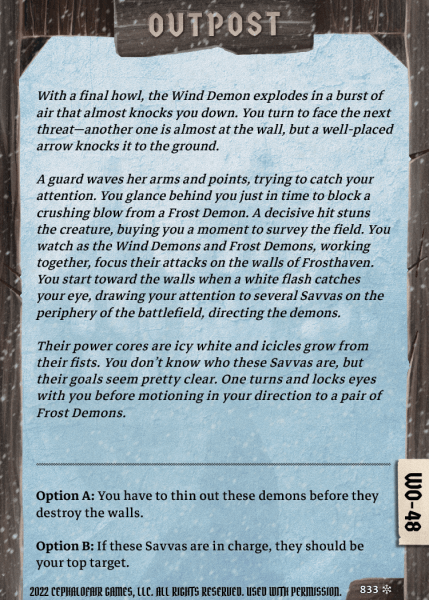 OUTPOST
With a final howl, the Wind Demon explodes in a burst of
air that almost knocks you down. You turn to face the next
threat—another one is almost at the wall, but a well-placed
arrow knocks it to the ground.
A guard waves her arms and points, trying to catch your
attention. You glance behind you just in time to block a
crushing blow from a Frost Demon. A decisive hit stuns
the creature, buying you a moment to survey the field. You
watch as the Wind Demons and Frost Demons, working
together, focus their attacks on the walls of Frosthaven.
You start toward the walls when a white flash catches
your eye, drawing your attention to several Savvas on the
periphery of the battlefield, directing the demons.
Their power cores are icy white and icicles grow from
their fists. You don't know who these Savvas are, but
their goals seem pretty clear. One turns and locks eyes
with you before motioning in your direction to a pair of
Frost Demons.
Option A: You have to thin out these demons before they
destroy the walls.
WO-48
Option B: If these Savvas are in charge, they should be
your top target.
2022 CEPHALOFAIR GAMES, LLC. ALL RIGHTS RESERVED. USED WITH PERMISSION.
833